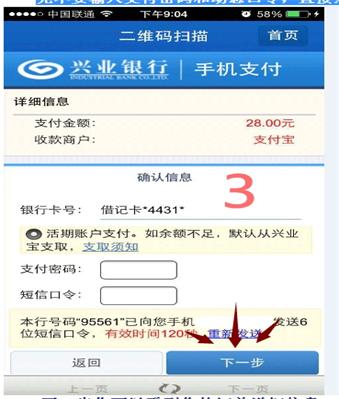 中国联通 下午9:04 58%
二维码扫描 首页
兴业银行 手机支付
INDUSTRIAL BANK CO.,LTD.
详细信息
支付金额： 28.00元
收款商户： 支付宝
确认信息
3
银行卡号： 借记卡*4431*
活期账户支付。如余额不足，默认从兴业
宝支取，支取须知
支付密码：
短信口令：
本行号码“95561”已向您手机 发送6
位短信口令，有效时间120秒 重新发送
返回 下一步
上一页 下一页